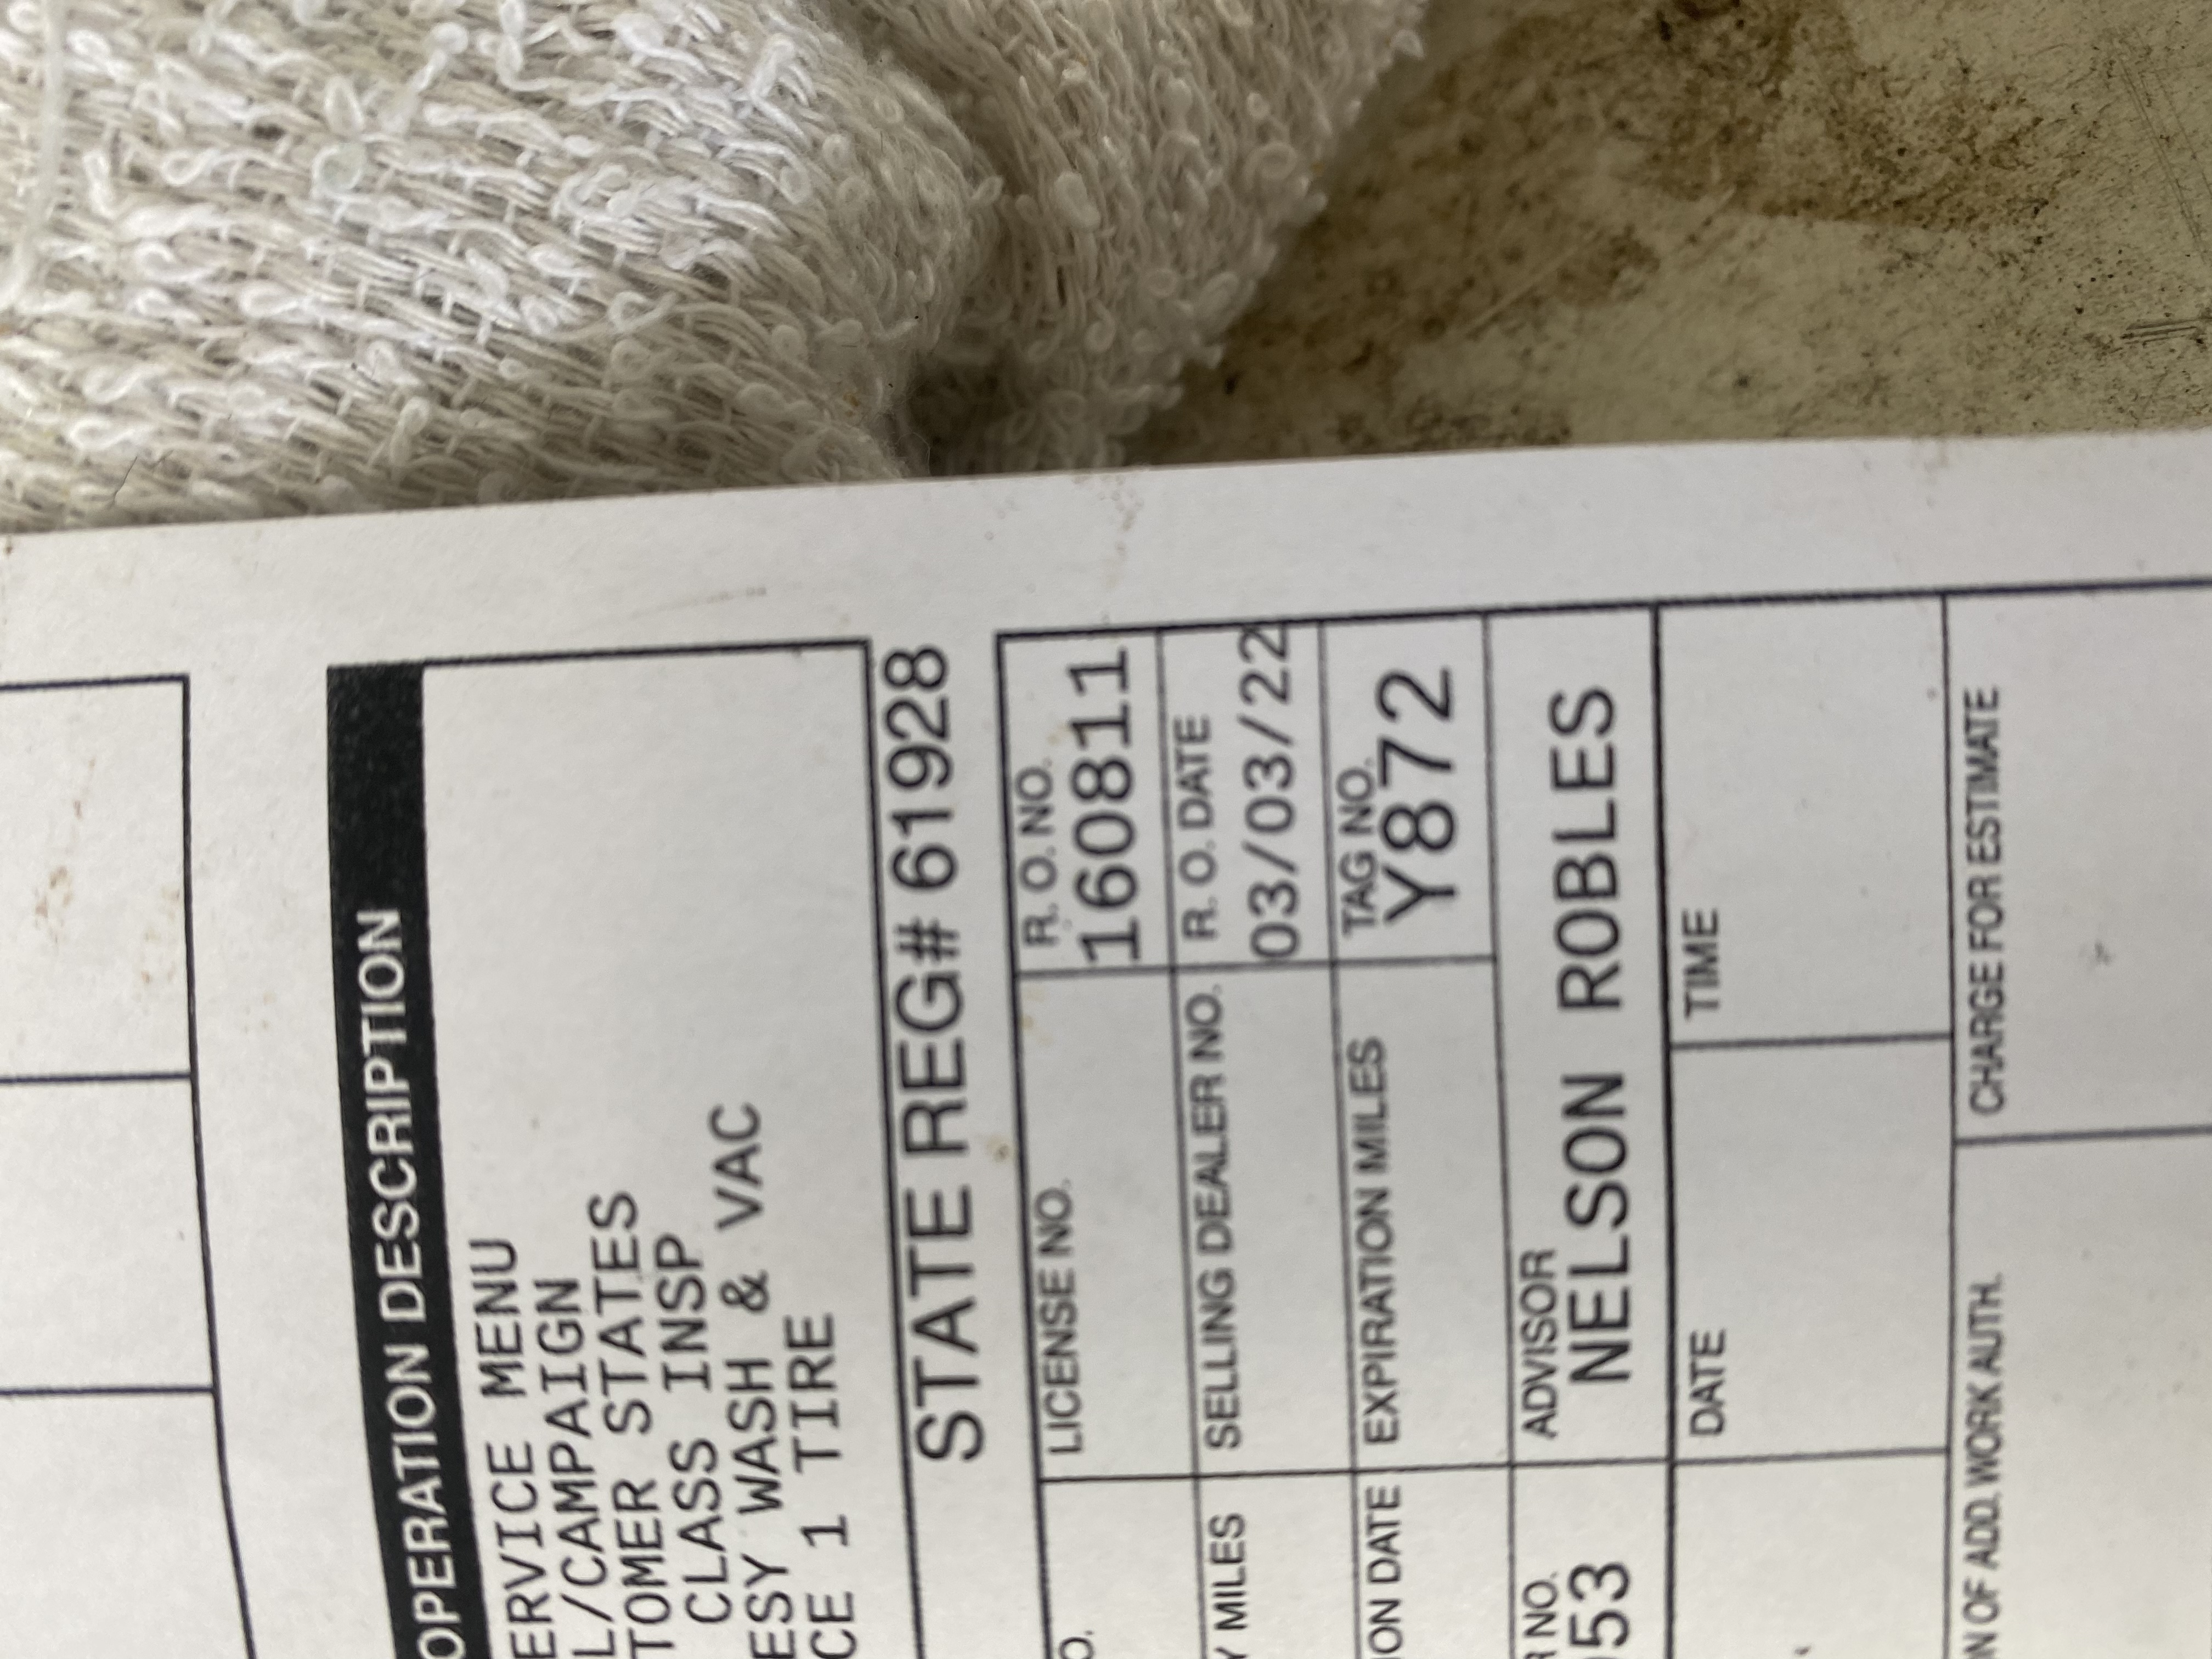 OPERATION DESCRIPTION
ERVICE MENU
L/CAMPAIGN
TOMER STATES
CLASS INSP
ESY WASH & VAC
CE 1 TIRE
STATE REG# 61928
O. LICENSE NO. R. O. NO.
160811
Y MILES SELLING DEALER NO. R. O. DATE
03/03/22
ION DATE EXPIRATION MILES TAG NO.
Y872
R NO. ADVISOR
053 NELSON ROBLES
DATE TIME
N OF ADD. WORK AUTH. CHARGE FOR ESTIMATE